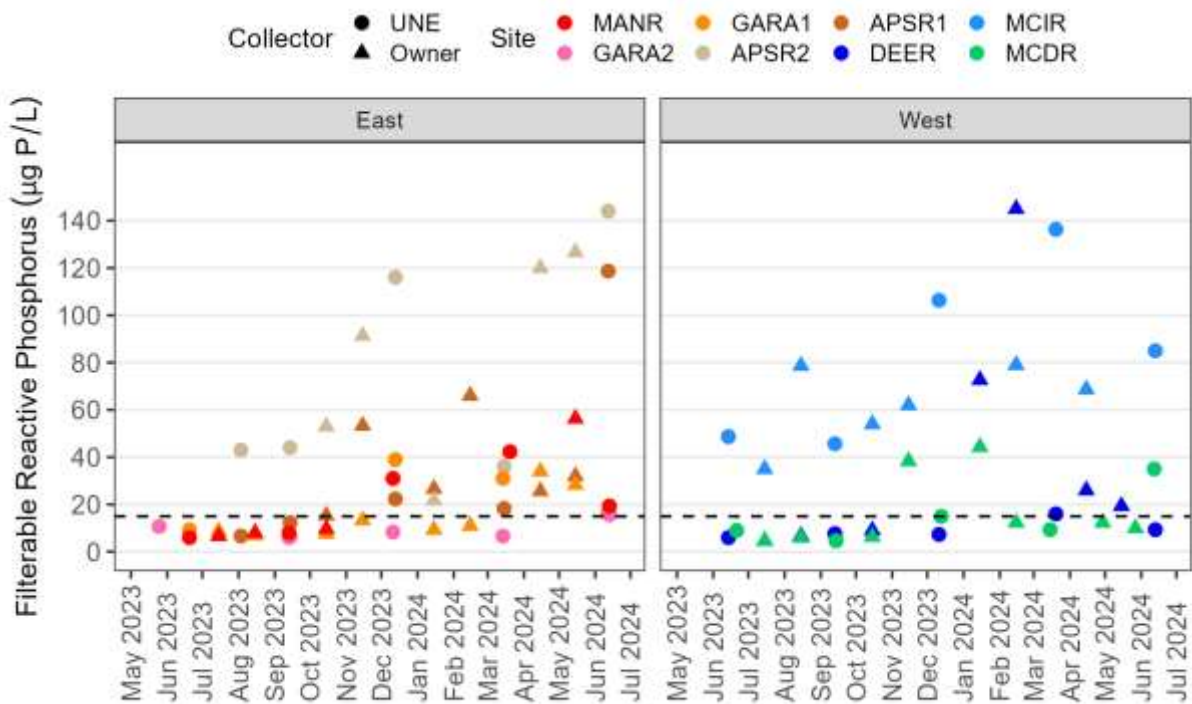 Collector
UNE
Owner
Site
MANR
GARA2
GARA1
APSR2
APSR1
DEER
MCIR
MCDR
Filterable Reactive Phosphorus (µg P/L)
East
West
140
120
100
80
60
40
20
0
May 2023
Jun 2023
Jul 2023
Aug 2023
Sep 2023
Oct 2023
Nov 2023
Dec 2023
Jan 2024
Feb 2024
Mar 2024
Apr 2024
May 2024
Jun 2024
Jul 2024
May 2023
Jun 2023
Jul 2023
Aug 2023
Sep 2023
Oct 2023
Nov 2023
Dec 2023
Jan 2024
Feb 2024
Mar 2024
Apr 2024
May 2024
Jun 2024
Jul 2024